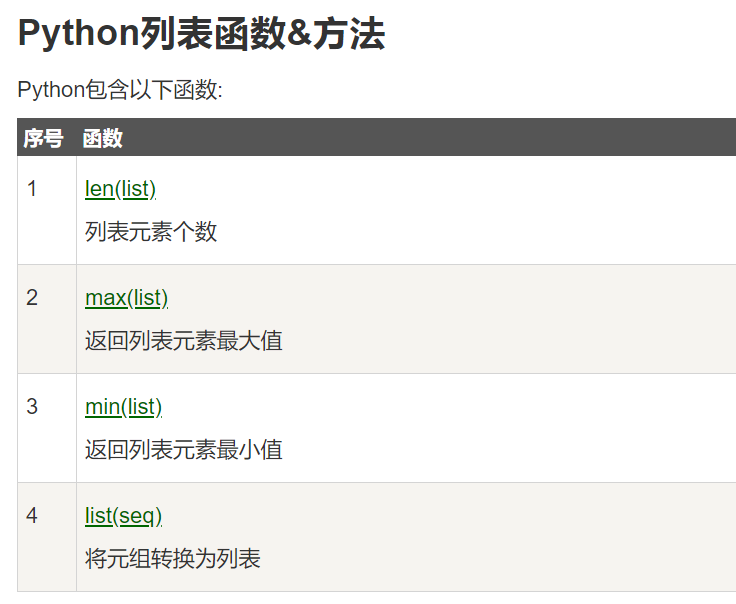 Python列表函数&方法
Python包含以下函数:
序号 函数
1 len(list)
列表元素个数
2 max(list)
返回列表元素最大值
3 min(list)
返回列表元素最小值
4 list(seq)
将元组转换为列表